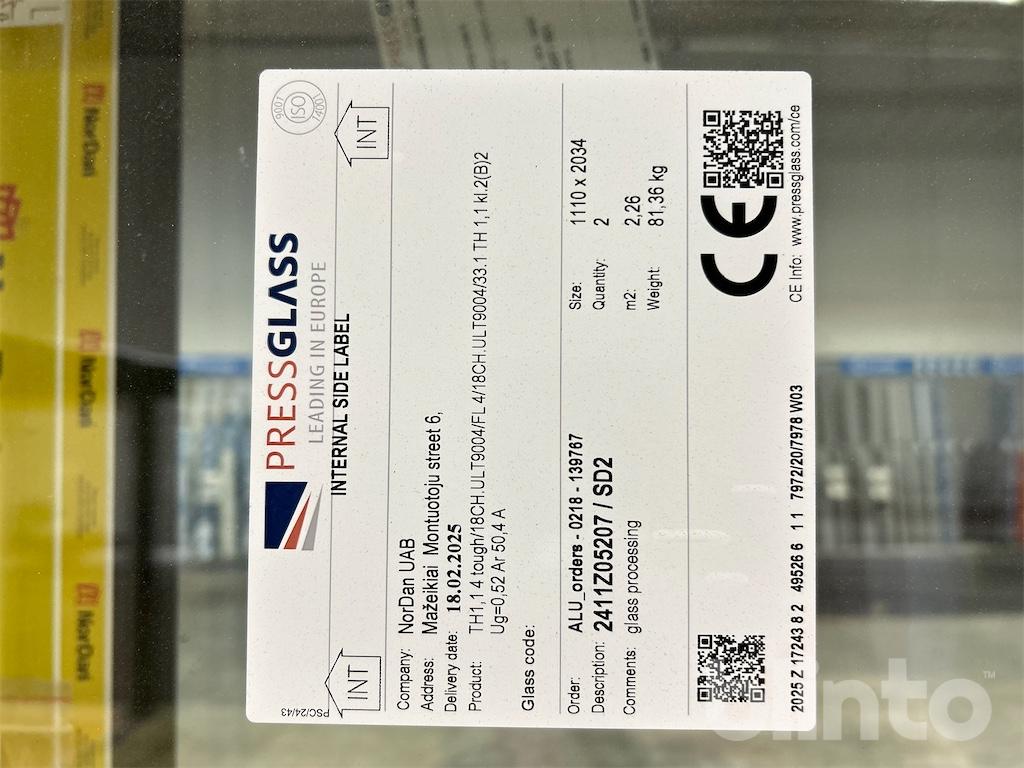 PRESSGLASS
LEADING IN EUROPE
9001 ISO 14001
INTERNAL SIDE LABEL
INT
INT
PSC/24/43
Company: NorDan UAB
Address: Mažeikiai Montuotoju street 6,
Delivery date: 18.02.2025
Product: TH1,1 4 tough/18CH.ULT9004/FL 4/18CH.ULT9004/33.1 TH 1,1 kl.2(B)2
Ug=0,52 Ar 50,4 A
Glass code:
Order: ALU_orders - 0218 - 139767
Size: 1110 x 2034
Description: 2411Z05207 / SD2
Quantity: 2
Comments: glass processing
m2: 2,26
Weight: 81,36 kg
CE
CE Info: www.pressglass.com/ce
2025 Z 17243 8 2 49526 6 1 1 7972/20/7978 W03
NorDan
NorDan
NorDan
blinto™